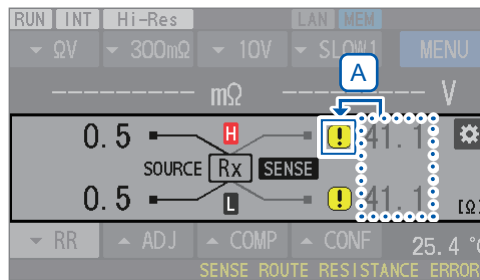 RUN INT Hi-Res LAN MEM
ΩV 300mΩ 10V SLOW1 MENU
A
---------- mΩ ---------- V
0.5 H ! 41.1
SOURCE Rx SENSE
0.5 L ! 41.1 [Ω]
RR ADJ COMP CONF 25.4 °C
SENSE ROUTE RESISTANCE ERROR